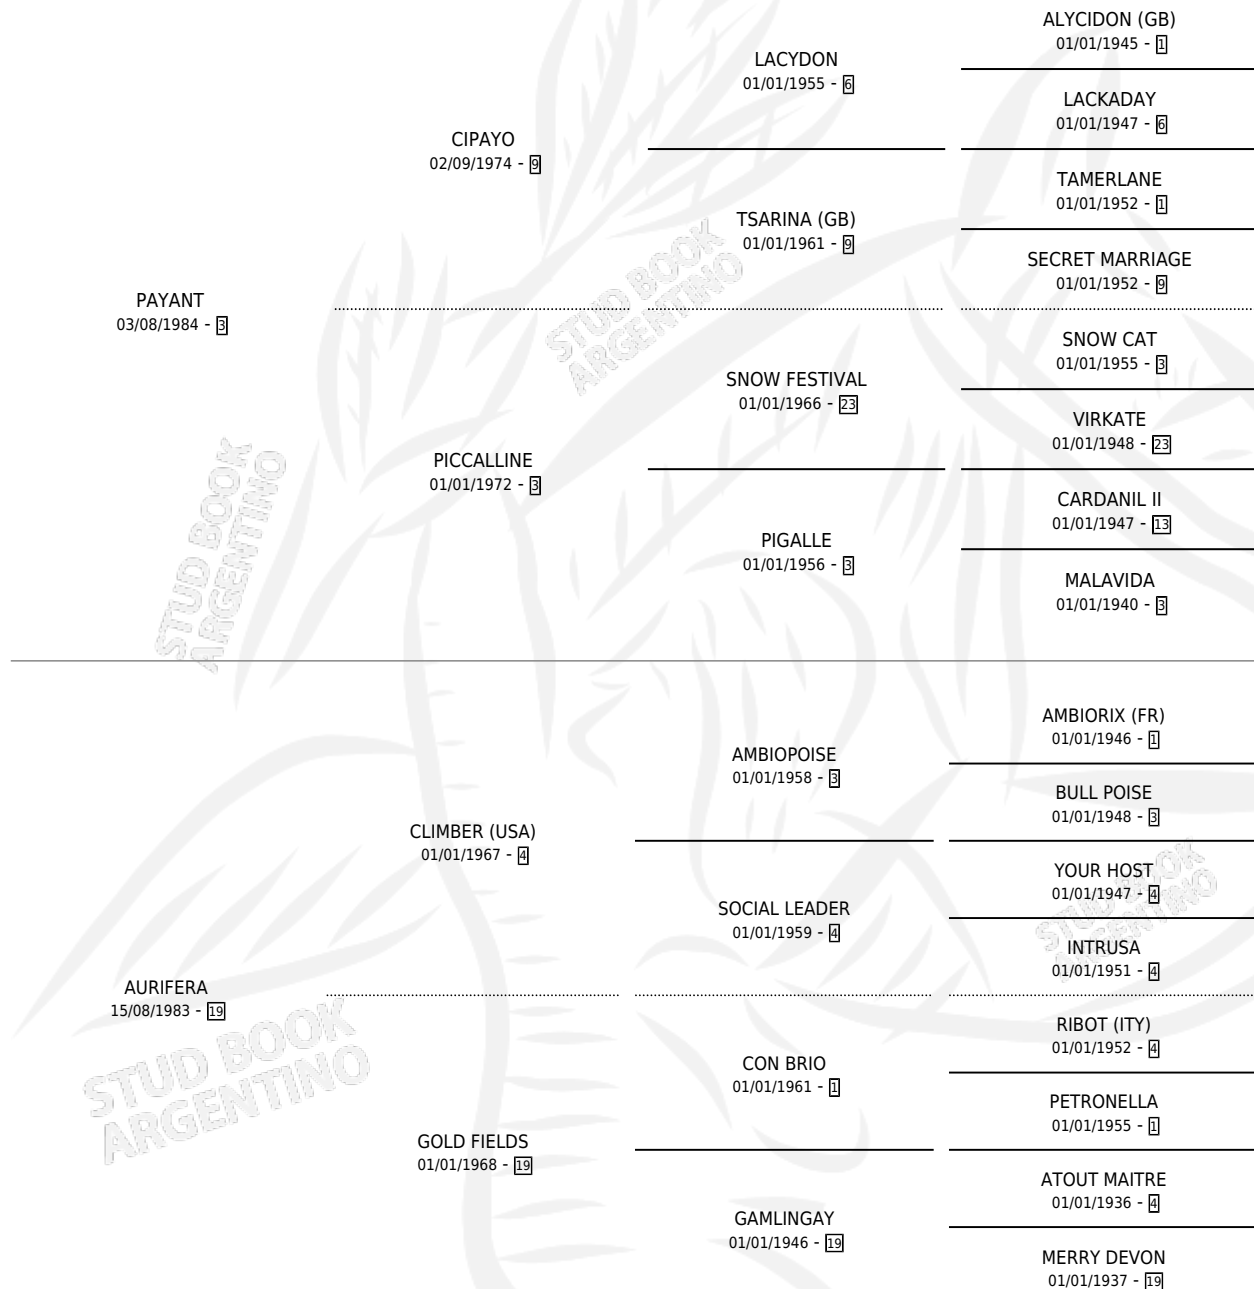 ALYCIDON (GB)
01/01/1945 - 1
LACYDON
01/01/1955 - 6
LACKADAY
01/01/1947 - 6
CIPAYO
02/09/1974 - 9
TAMERLANE
01/01/1952 - 1
TSARINA (GB)
01/01/1961 - 9
SECRET MARRIAGE
01/01/1952 - 9
PAYANT
03/08/1984 - 3
SNOW CAT
01/01/1955 - 3
SNOW FESTIVAL
01/01/1966 - 23
VIRKATE
01/01/1948 - 23
PICCALLINE
01/01/1972 - 3
CARDANIL II
01/01/1947 - 13
PIGALLE
01/01/1956 - 3
MALAVIDA
01/01/1940 - 3
AMBIORIX (FR)
01/01/1946 - 1
AMBIOPOISE
01/01/1958 - 3
BULL POISE
01/01/1948 - 3
CLIMBER (USA)
01/01/1967 - 4
YOUR HOST
01/01/1947 - 4
SOCIAL LEADER
01/01/1959 - 4
INTRUSA
01/01/1951 - 4
AURIFERA
15/08/1983 - 19
RIBOT (ITY)
01/01/1952 - 4
CON BRIO
01/01/1961 - 1
PETRONELLA
01/01/1955 - 1
GOLD FIELDS
01/01/1968 - 19
ATOUT MAITRE
01/01/1936 - 4
GAMLINGAY
01/01/1946 - 19
MERRY DEVON
01/01/1937 - 19
STUD BOOK
ARGENTINO
STUD BOOK
ARGENTINO
STUD BOOK
ARGENTINO
STUD BOOK
ARGENTINO